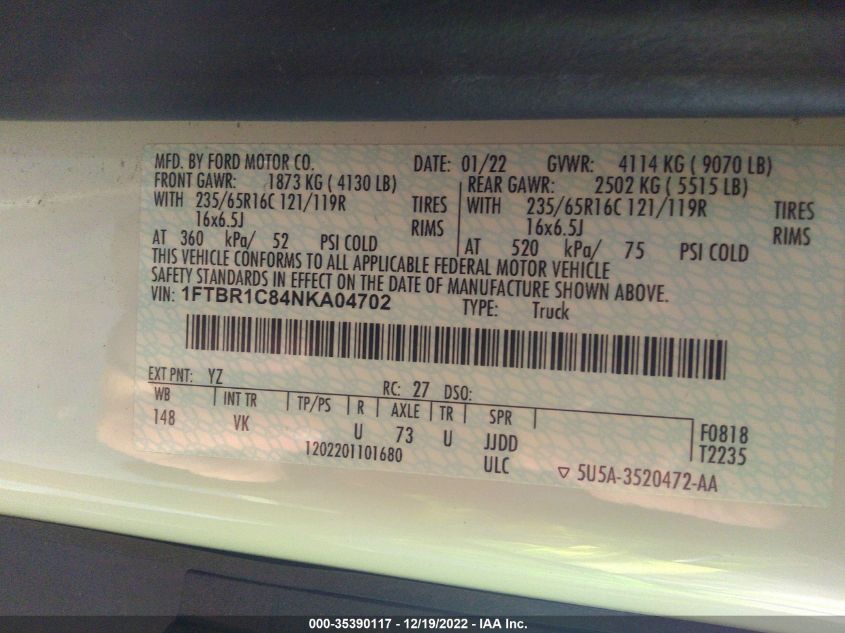 MFD. BY FORD MOTOR CO. DATE: 01/22 GVWR: 4114 KG ( 9070 LB)
FRONT GAWR: 1873 KG ( 4130 LB) REAR GAWR: 2502 KG ( 5515 LB)
WITH 235/65R16C 121/119R TIRES WITH 235/65R16C 121/119R TIRES
16x6.5J RIMS 16x6.5J RIMS
AT 360 kPa/ 52 PSI COLD AT 520 kPa/ 75 PSI COLD
THIS VEHICLE CONFORMS TO ALL APPLICABLE FEDERAL MOTOR VEHICLE
SAFETY STANDARDS IN EFFECT ON THE DATE OF MANUFACTURE SHOWN ABOVE.
VIN: 1FTBR1C84NKA04702 TYPE: Truck
EXT PNT: YZ RC: 27 DSO:
WB INT TR TP/PS R AXLE TR SPR
148 VK U 73 U JJDD F0818
1202201101680 ULC T2235
▽ 5U5A-3520472-AA
000-35390117 - 12/19/2022 - IAA Inc.